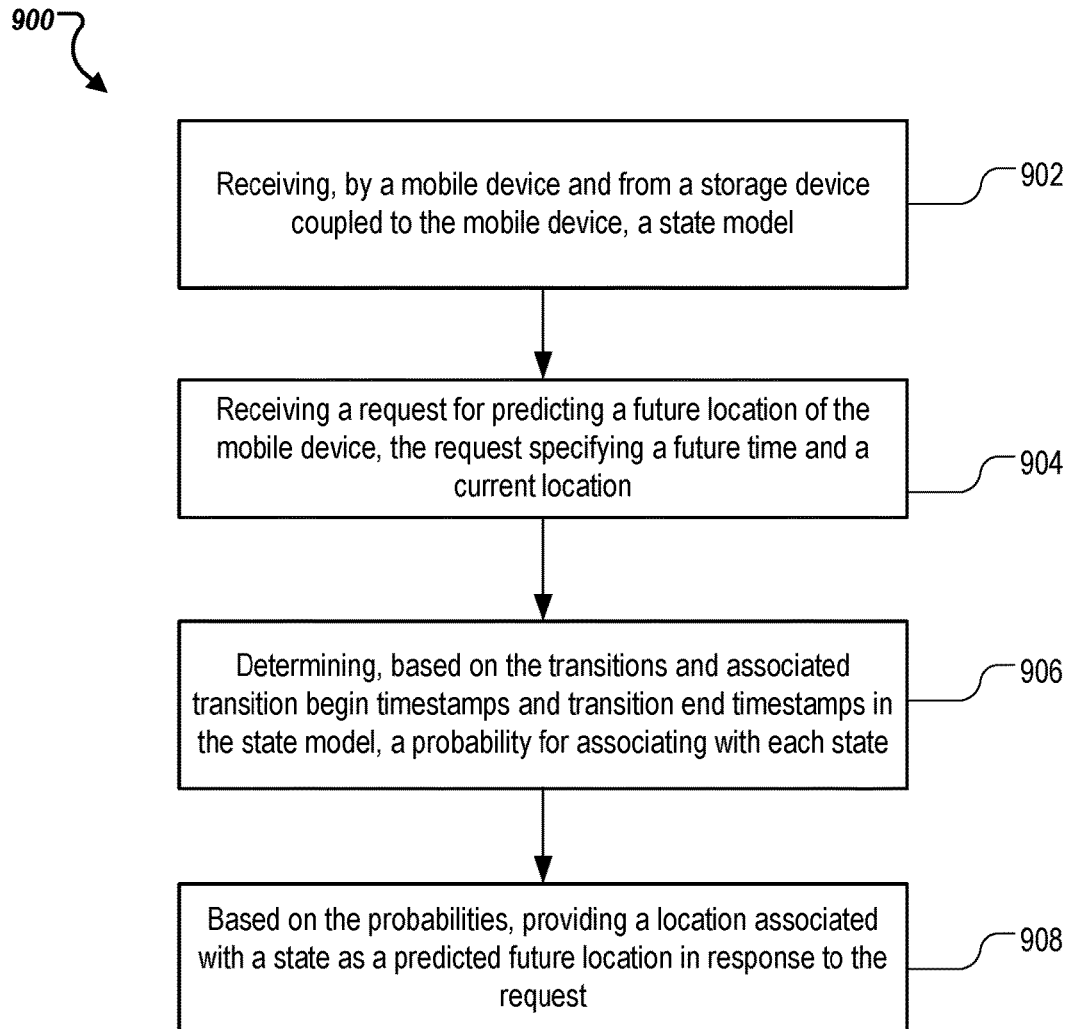 900
Receiving, by a mobile device and from a storage device
coupled to the mobile device, a state model
902
Receiving a request for predicting a future location of the
mobile device, the request specifying a future time and a
current location
904
Determining, based on the transitions and associated
transition begin timestamps and transition end timestamps in
the state model, a probability for associating with each state
906
Based on the probabilities, providing a location associated
with a state as a predicted future location in response to the
request
908